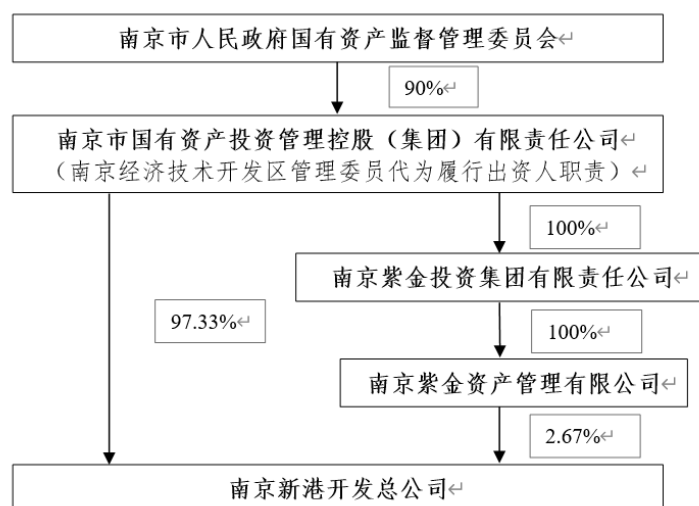 南京市人民政府国有资产监督管理委员会↵
90%↵
南京市国有资产投资管理控股（集团）有限责任公司↵
（南京经济技术开发区管理委员代为履行出资人职责）↵
100%↵
南京紫金投资集团有限责任公司↵
97.33%↵
100%↵
南京紫金资产管理有限公司↵
2.67%↵
南京新港开发总公司↵